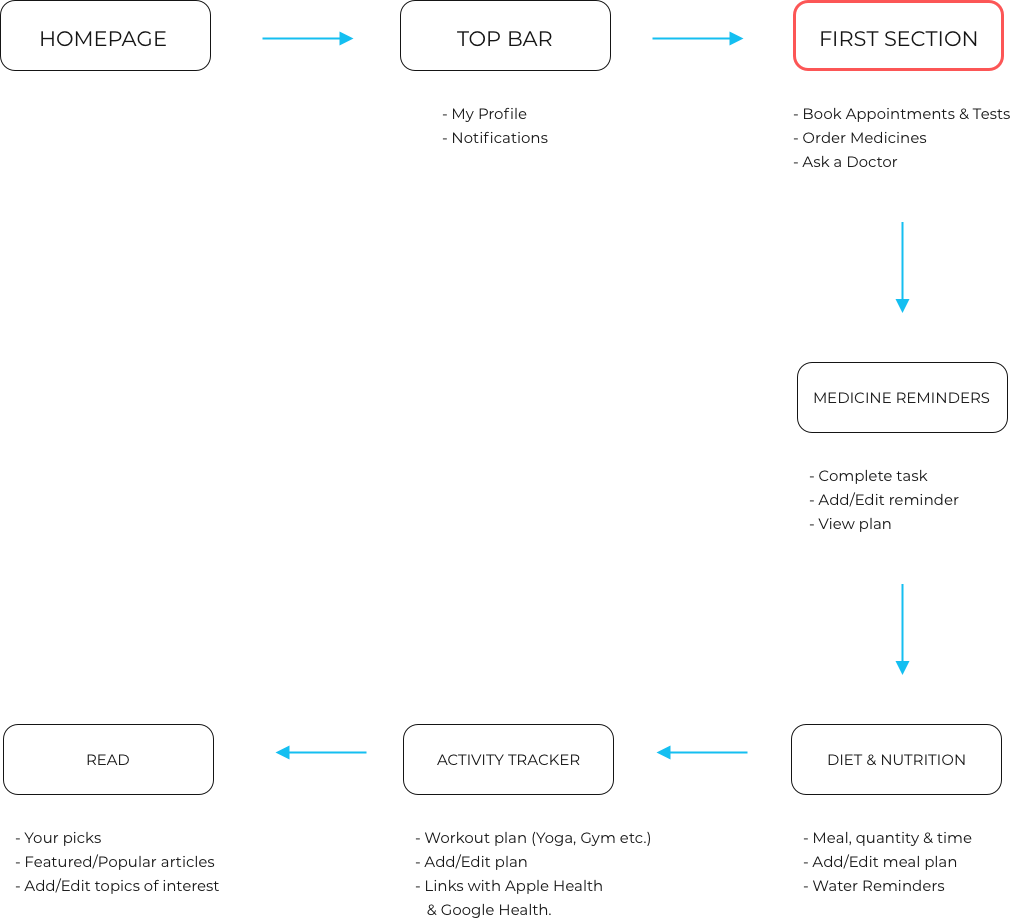 HOMEPAGE
TOP BAR
- My Profile
- Notifications
FIRST SECTION
- Book Appointments & Tests
- Order Medicines
- Ask a Doctor
MEDICINE REMINDERS
- Complete task
- Add/Edit reminder
- View plan
DIET & NUTRITION
- Meal, quantity & time
- Add/Edit meal plan
- Water Reminders
ACTIVITY TRACKER
- Workout plan (Yoga, Gym etc.)
- Add/Edit plan
- Links with Apple Health
& Google Health.
READ
- Your picks
- Featured/Popular articles
- Add/Edit topics of interest